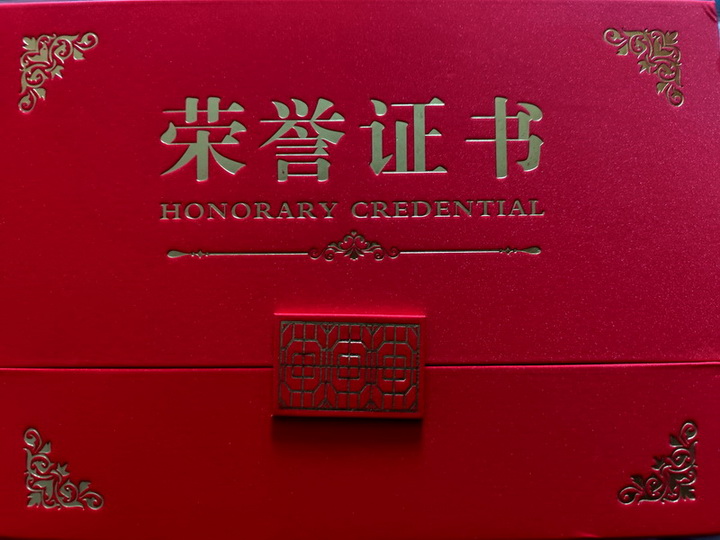 荣誉证书
HONORARY CREDENTIAL